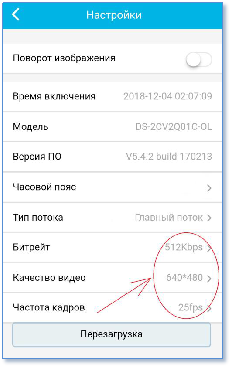 Настройки
Поворот изображения
Время включения 2018-12-04 02:07:09
Модель DS-2CV2Q01C-OL
Версия ПО V5.4.2 build 170213
Часовой пояс
Тип потока Главный поток
Битрейт 512Kbps
Качество видео 640*480
Частота кадров 25fps
Перезагрузка